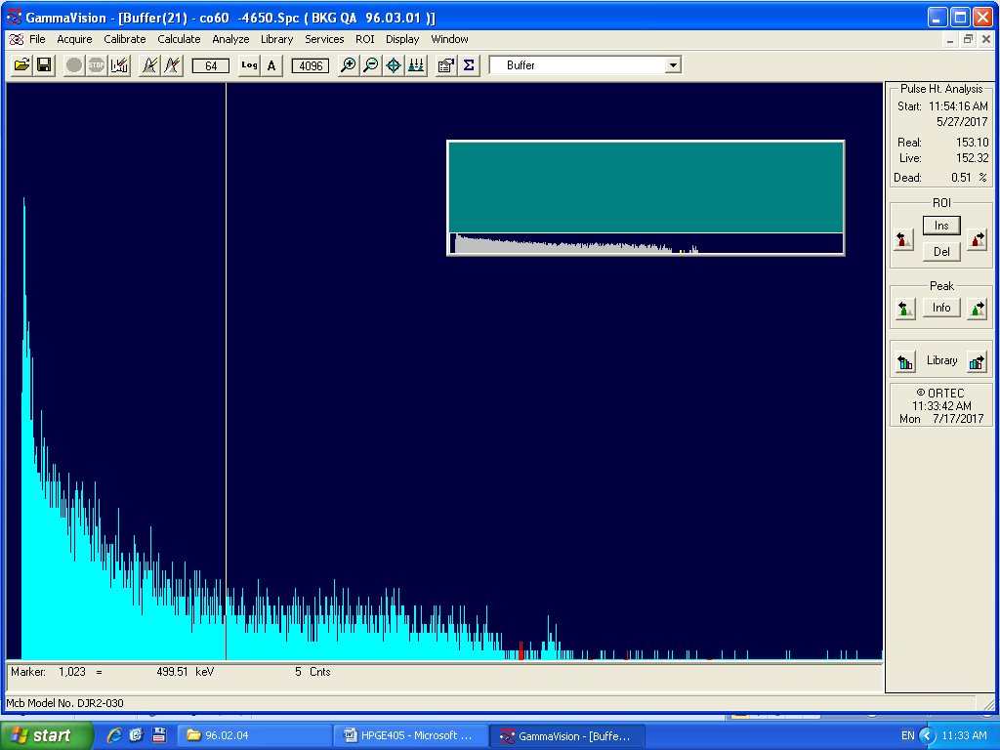 GammaVision - [Buffer(21) - co60 -4650.Spc ( BKG QA 96.03.01 )]
File Acquire Calibrate Calculate Analyze Library Services ROI Display Window
STOP 64 Log A 4096 Σ Buffer
Pulse Ht. Analysis
Start: 11:54:16 AM
5/27/2017
Real: 153.10
Live: 152.32
Dead: 0.51 %
ROI
Ins
Del
Peak
Info
Library
© ORTEC
11:33:42 AM
Mon 7/17/2017
Marker: 1,023 = 499.51 keV 5 Cnts
Mcb Model No. DJR2-030
start 96.02.04 HPGE405 - Microsoft ... GammaVision - [Buffe... EN 11:33 AM